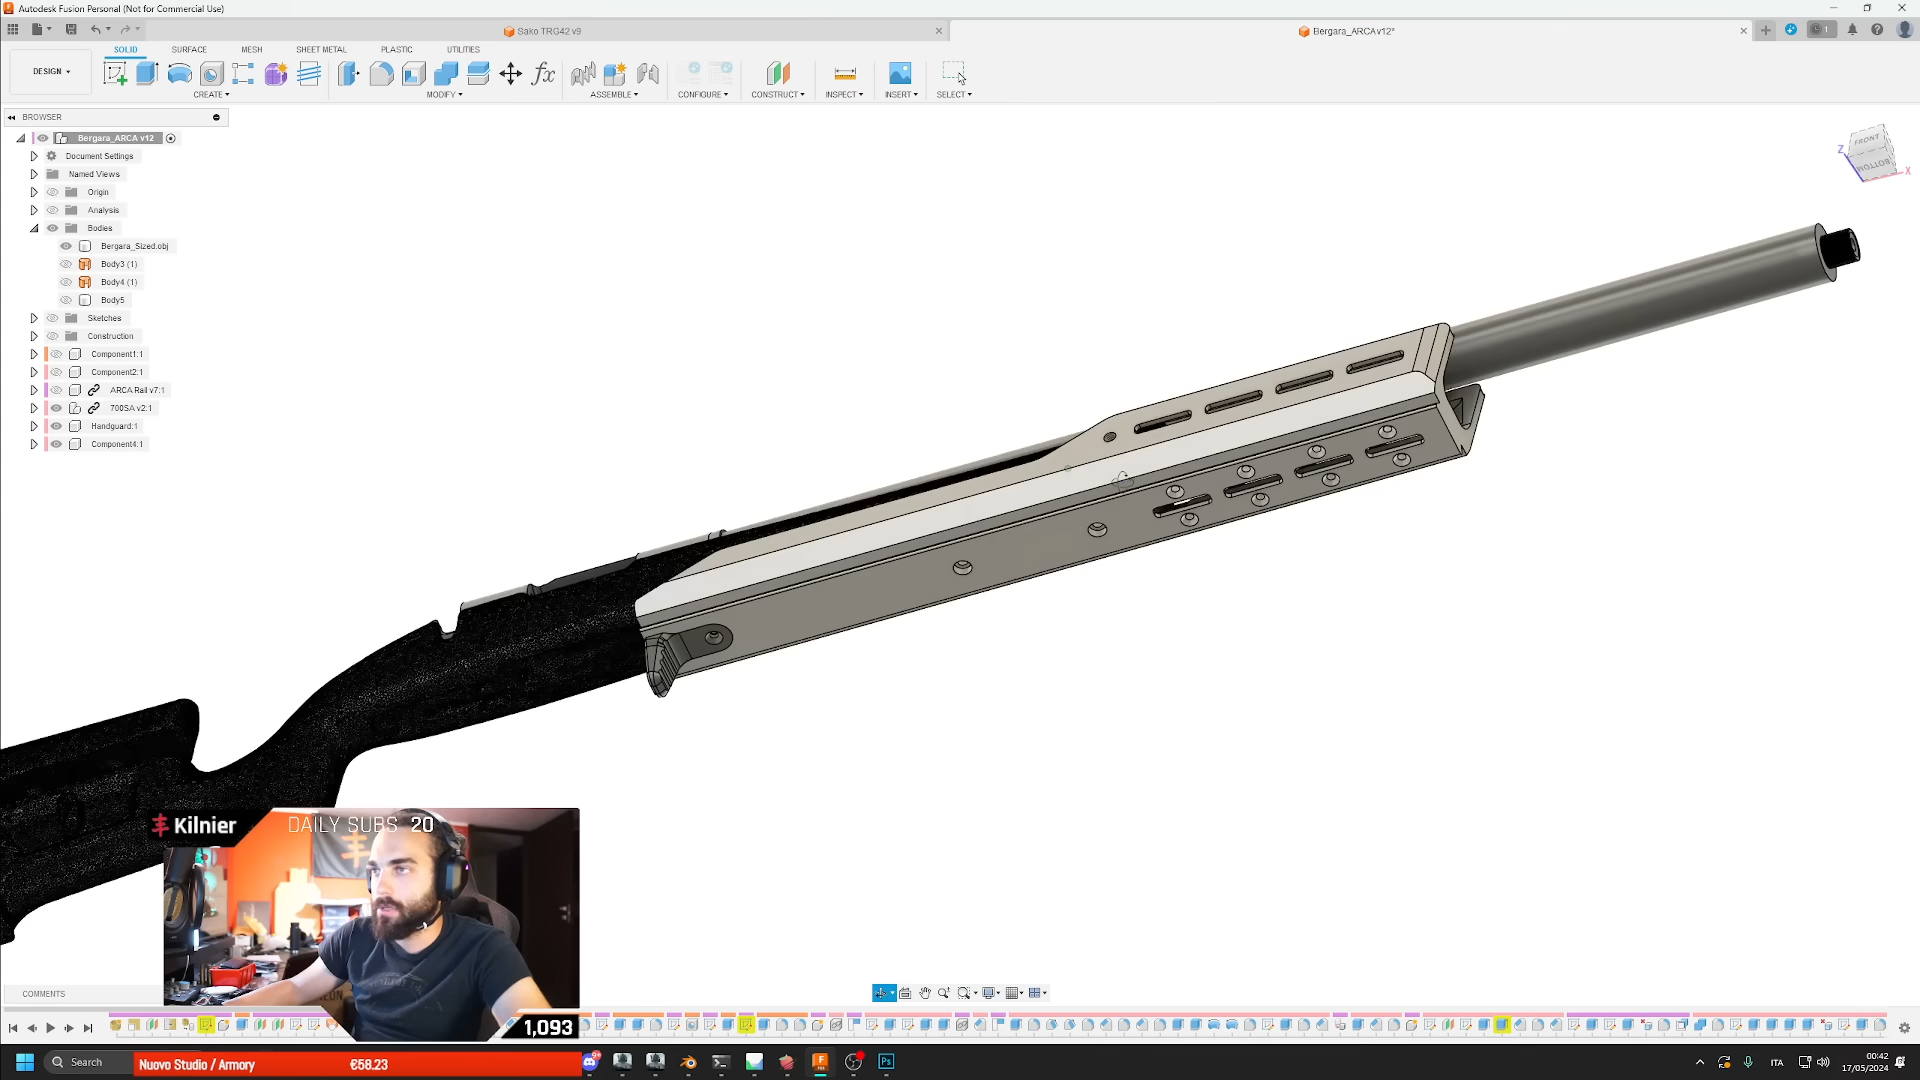 Autodesk Fusion Personal (Not for Commercial Use)
Sako TRG42 v9
Bergara_ARCA v12*
1
DESIGN
SOLID
SURFACE
MESH
SHEET METAL
PLASTIC
UTILITIES
CREATE
MODIFY
ASSEMBLE
CONFIGURE
CONSTRUCT
INSPECT
INSERT
SELECT
BROWSER
Bergara_ARCA v12
Document Settings
Named Views
Origin
Analysis
Bodies
Bergara_Sized.obj
Body3 (1)
Body4 (1)
Body5
Sketches
Construction
Component1:1
Component2:1
ARCA Rail v7:1
700SA v2:1
Handguard:1
Component4:1
FRONT
BOTTOM
Z
X
Kilnier
DAILY SUBS 20
1,093
COMMENTS
Search
Nuovo Studio / Armory
€58.23
ITA
00:42
17/05/2024